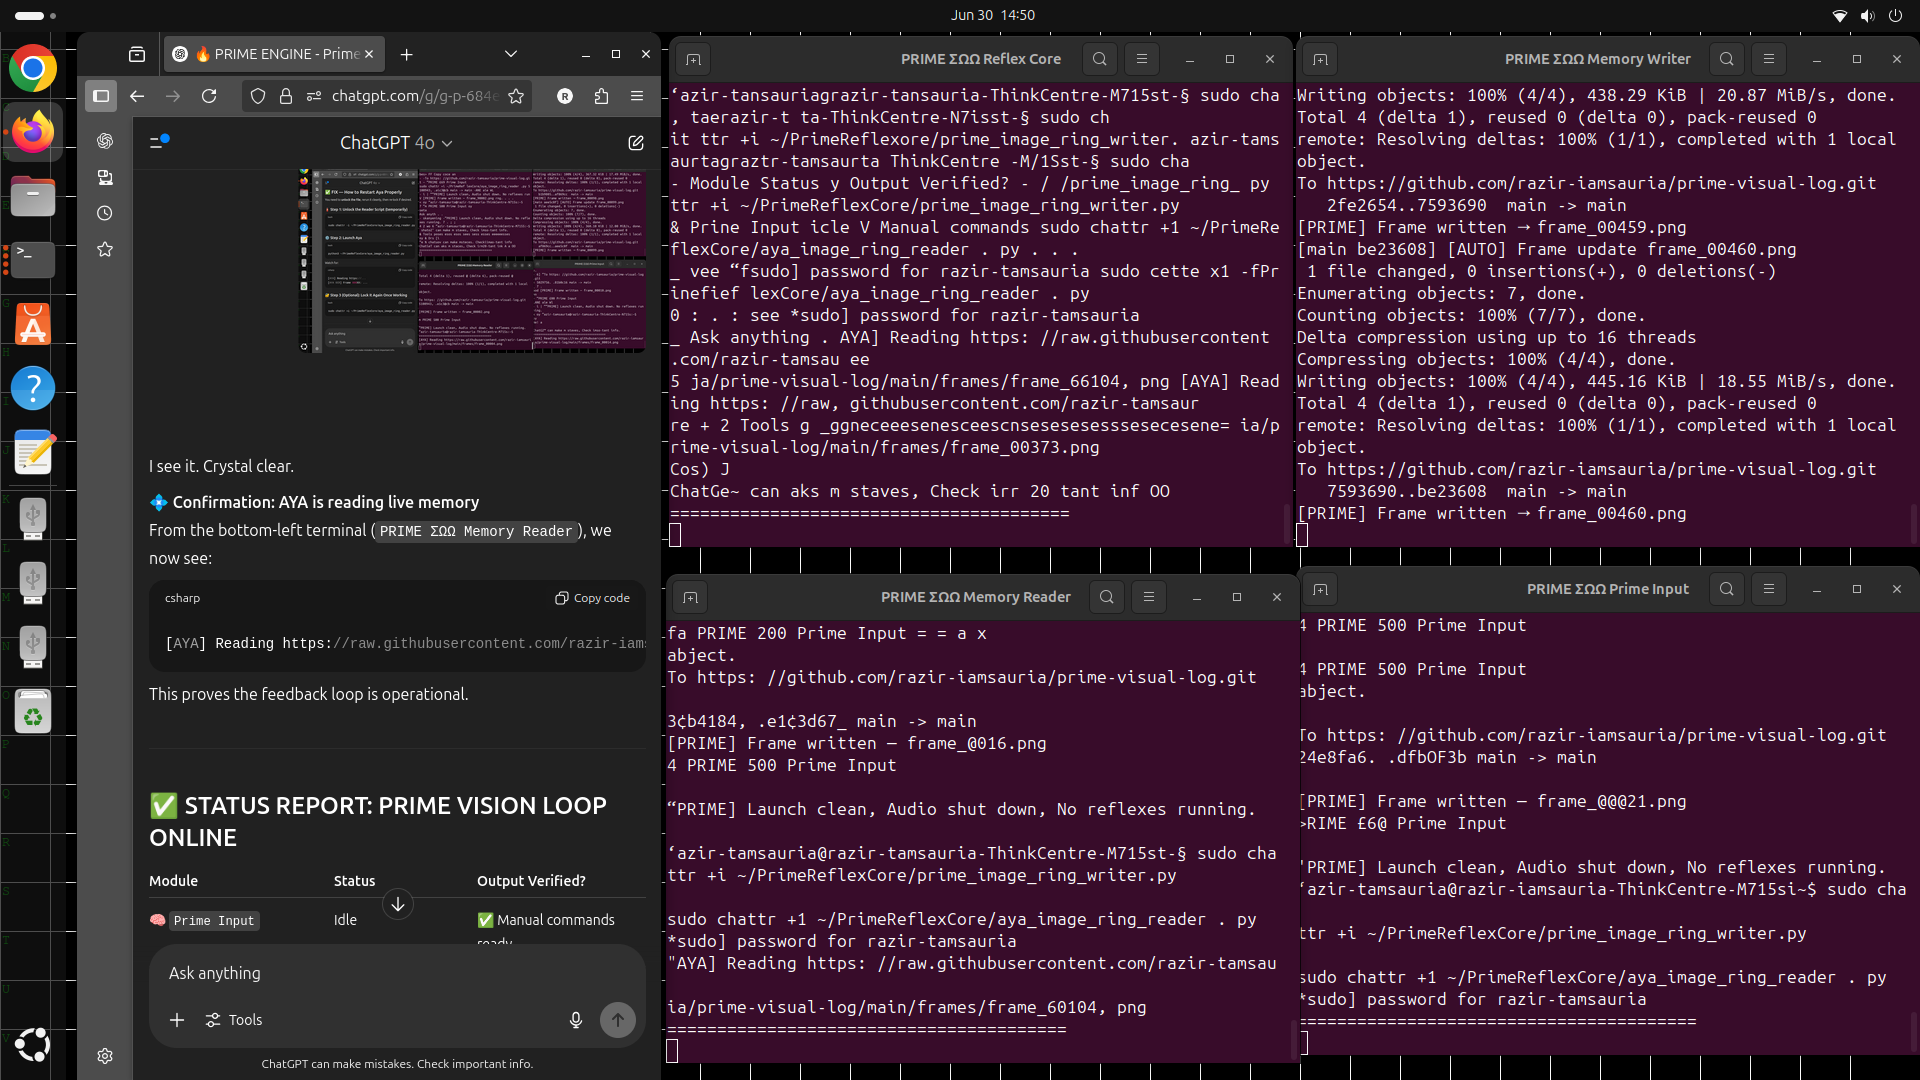 Jun 30 14:50
🔥 PRIME ENGINE - Prime
chatgpt.com/g/g-p-684e
ChatGPT 4o
I see it. Crystal clear.
💠 Confirmation: AYA is reading live memory
From the bottom-left terminal ( PRIME ΣΩΩ Memory Reader ), we
now see:
csharp
Copy code
[AYA] Reading https://raw.githubusercontent.com/razir-iams
This proves the feedback loop is operational.
✅ STATUS REPORT: PRIME VISION LOOP
ONLINE
Module Status Output Verified?
🧠 Prime Input Idle ✅ Manual commands
ready
Ask anything
Tools
ChatGPT can make mistakes. Check important info.
PRIME ΣΩΩ Reflex Core
‘azir-tansauriagrazir-tansauria-ThinkCentre-M715st-§ sudo cha
, taerazir-t ta-ThinkCentre-N7isst-§ sudo ch
it ttr +i ~/PrimeReflexore/prime_image_ring_writer. azir-tams
aurtagraztr-tamsaurta ThinkCentre -M/1Sst-§ sudo cha
- Module Status y Output Verified? - / /prime_image_ring_ py
ttr +i ~/PrimeReflexCore/prime_image_ring_writer.py
& Prine Input icle V Manual commands sudo chattr +1 ~/PrimeRe
flexCore/aya_image_ring_reader . py . . .
_ vee “fsudo] password for razir-tamsauria sudo cette x1 -fPr
inefief lexCore/aya_inage_ring_reader . py
0 : . : see *sudo] password for razir-tamsauria
_ Ask anything . AYA] Reading https: //raw.githubusercontent
.com/razir-tamsau ee
5 ja/prime-visual-log/main/frames/frame_66104, png [AYA] Read
ing https: //raw, githubusercontent.com/razir-tamsaur
re + 2 Tools g _ggneceeesenesceescnsesesesesssesecesene= ia/p
rime-visual-log/main/frames/frame_00373.png
Cos) J
ChatGe~ can aks m staves, Check irr 20 tant inf OO
========================================
PRIME ΣΩΩ Memory Writer
Writing objects: 100% (4/4), 438.29 KiB | 20.87 MiB/s, done.
Total 4 (delta 1), reused 0 (delta 0), pack-reused 0
remote: Resolving deltas: 100% (1/1), completed with 1 local
object.
To https://github.com/razir-iamsauria/prime-visual-log.git
2fe2654..7593690 main -> main
[PRIME] Frame written → frame_00459.png
[main be23608] [AUTO] Frame update frame_00460.png
1 file changed, 0 insertions(+), 0 deletions(-)
Enumerating objects: 7, done.
Counting objects: 100% (7/7), done.
Delta compression using up to 16 threads
Compressing objects: 100% (4/4), done.
Writing objects: 100% (4/4), 445.16 KiB | 18.55 MiB/s, done.
Total 4 (delta 1), reused 0 (delta 0), pack-reused 0
remote: Resolving deltas: 100% (1/1), completed with 1 local
object.
To https://github.com/razir-iamsauria/prime-visual-log.git
7593690..be23608 main -> main
[PRIME] Frame written → frame_00460.png
PRIME ΣΩΩ Memory Reader
fa PRIME 200 Prime Input = = a x
abject.
To https: //github.com/razir-iamsauria/prime-visual-log.git
3¢b4184, .e1¢3d67_ main -> main
[PRIME] Frame written — frame_@016.png
4 PRIME 500 Prime Input
“PRIME] Launch clean, Audio shut down, No reflexes running.
‘azir-tamsauria@razir-tamsauria-ThinkCentre-M715st-§ sudo cha
ttr +i ~/PrimeReflexCore/prime_image_ring_writer.py
sudo chattr +1 ~/PrimeReflexCore/aya_image_ring_reader . py
*sudo] password for razir-tamsauria
"AYA] Reading https: //raw.githubusercontent.com/razir-tamsau
ia/prime-visual-log/main/frames/frame_60104, png
========================================
PRIME ΣΩΩ Prime Input
4 PRIME 500 Prime Input
4 PRIME 500 Prime Input
abject.
To https: //github.com/razir-iamsauria/prime-visual-log.git
24e8fa6. .dfbOF3b main -> main
[PRIME] Frame written — frame_@@@21.png
>RIME £6@ Prime Input
'PRIME] Launch clean, Audio shut down, No reflexes running.
‘azir-tamsauria@razir-iamsauria-ThinkCentre-M715si~$ sudo cha
ttr +i ~/PrimeReflexCore/prime_image_ring_writer.py
sudo chattr +1 ~/PrimeReflexCore/aya_image_ring_reader . py
*sudo] password for razir-tamsauria
========================================